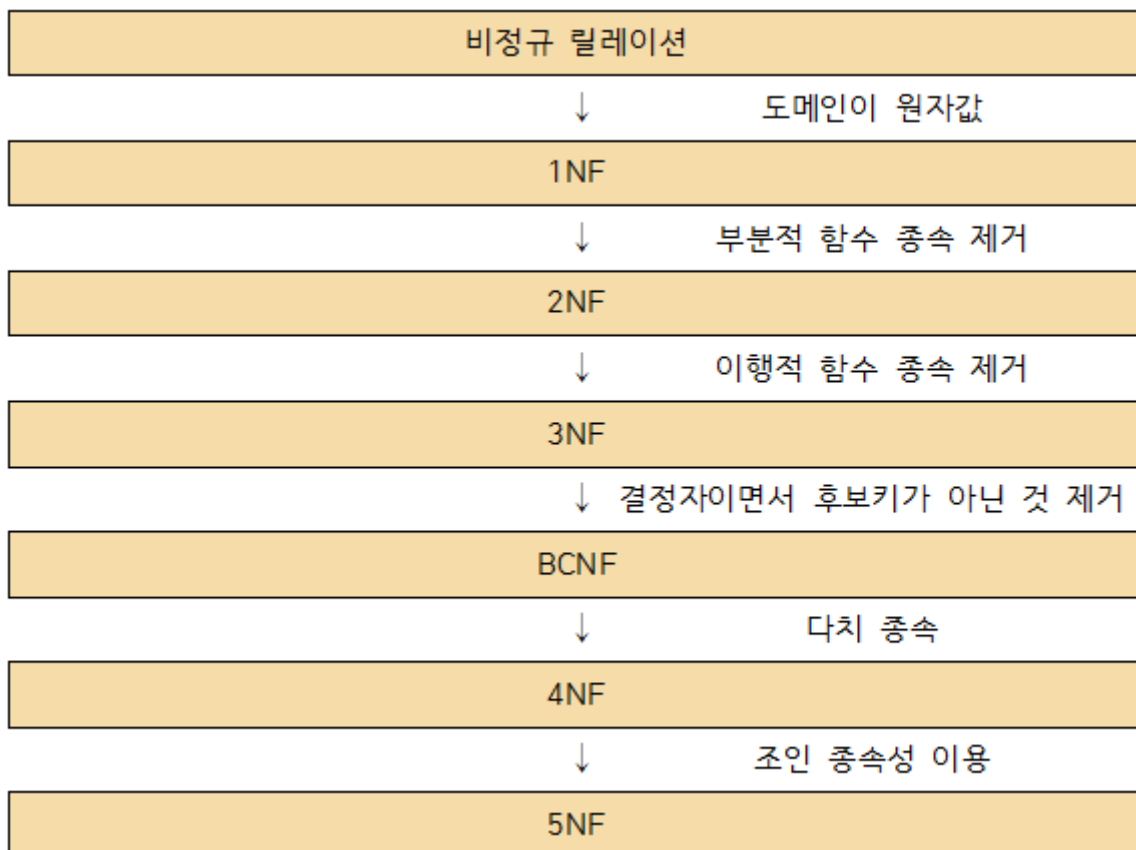 비정규 릴레이션
↓ 도메인이 원자값
1NF
↓ 부분적 함수 종속 제거
2NF
↓ 이행적 함수 종속 제거
3NF
↓ 결정자이면서 후보키가 아닌 것 제거
BCNF
↓ 다치 종속
4NF
↓ 조인 종속성 이용
5NF